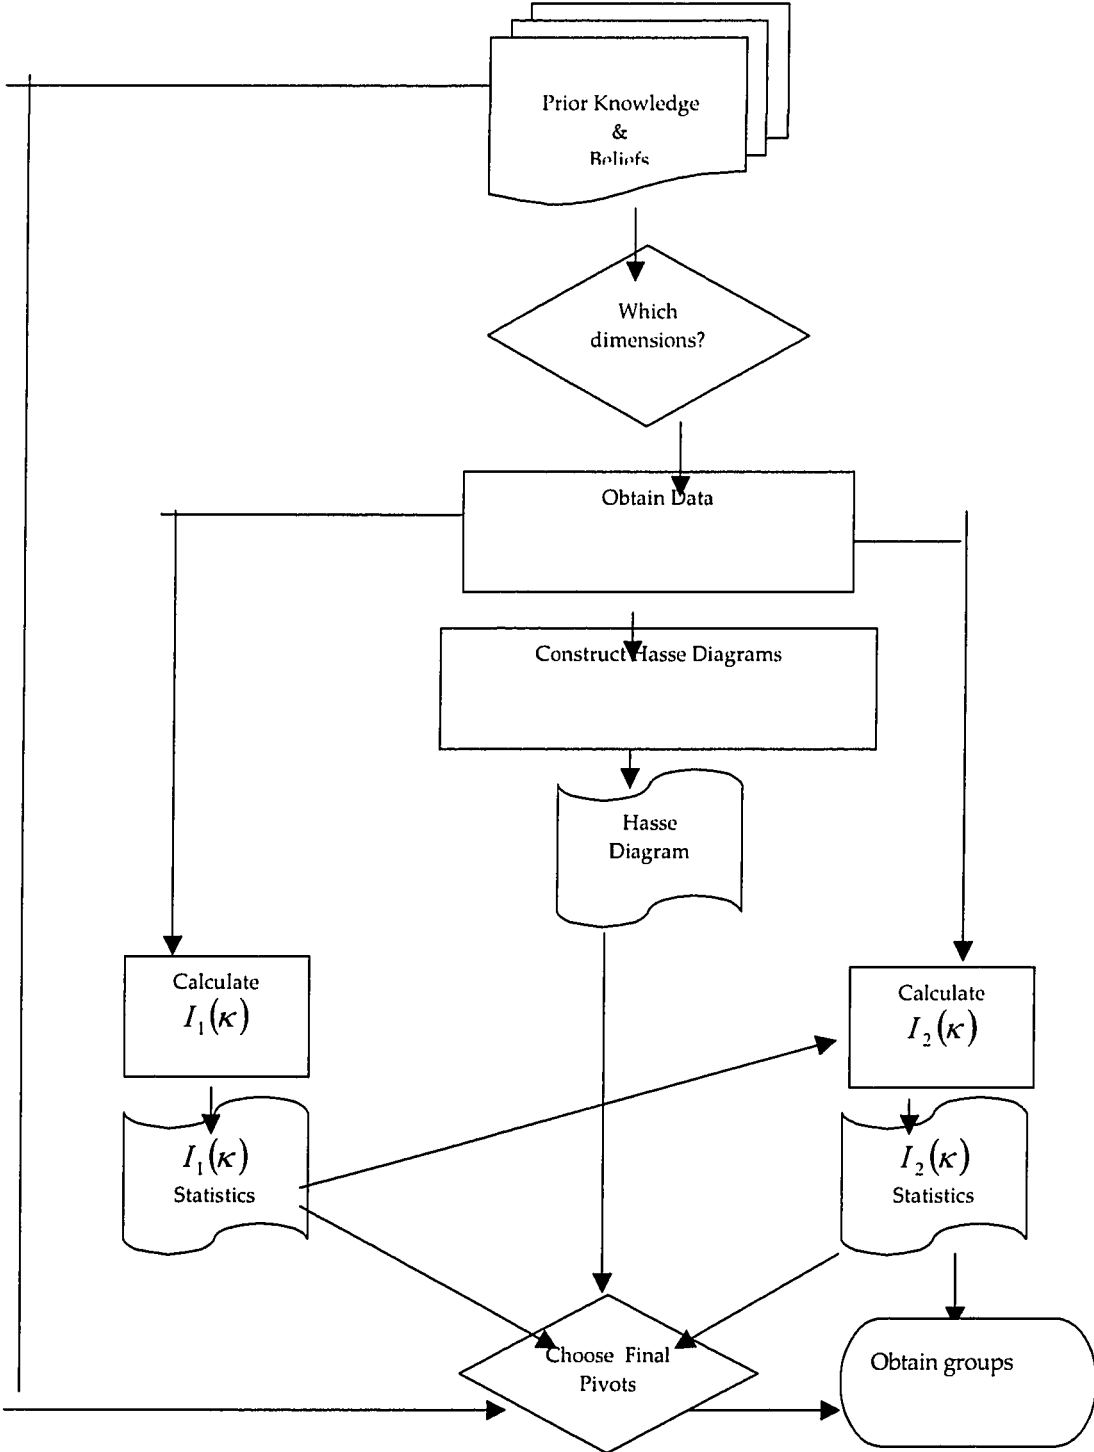 Prior Knowledge
&
Beliefs
Which
dimensions?
Obtain Data
Construct Hasse Diagrams
Hasse
Diagram
Calculate
I₁(κ)
Calculate
I₂(κ)
I₁(κ)
Statistics
I₂(κ)
Statistics
Choose Final
Pivots
Obtain groups